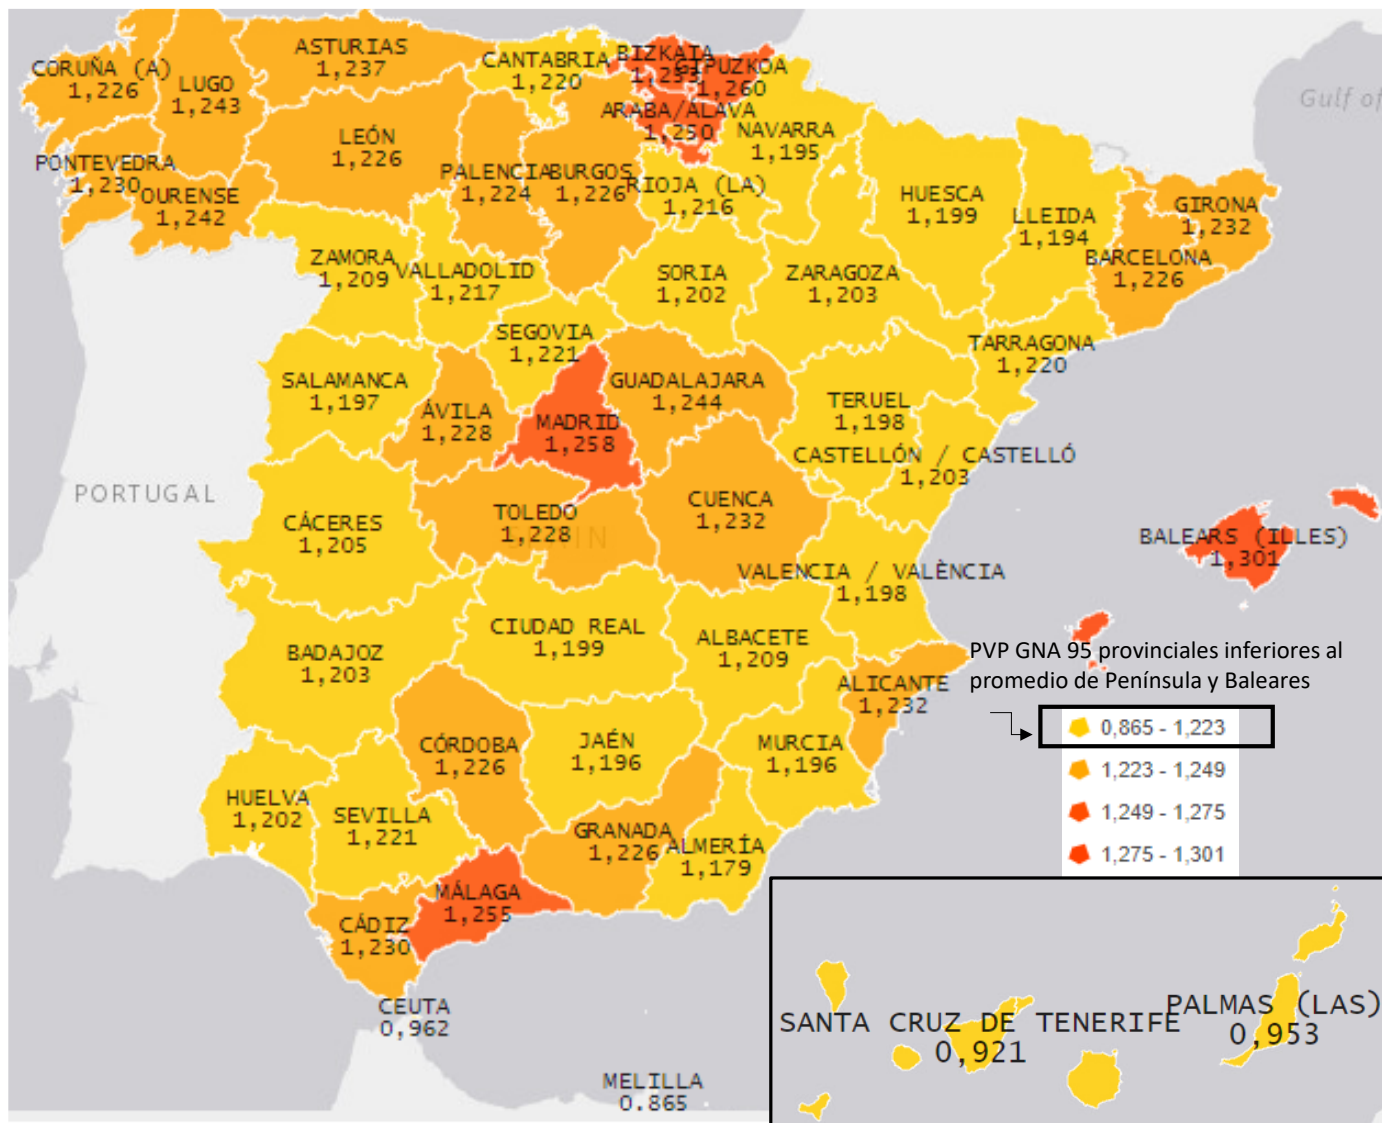 ASTURIAS
1,237
CANTABRIA
1,220
BIZKAIA
GIPUZKOA
1,260
CORUÑA (A)
1,226
LUGO
1,243
Gulf of
ARABA/ÁLAVA
1,250
LEÓN
1,226
NAVARRA
1,195
PONTEVEDRA
1,230
OURENSE
1,242
PALENCIA
1,224
BURGOS
1,226
RIOJA (LA)
1,216
HUESCA
1,199
LLEIDA
1,194
GIRONA
1,232
BARCELONA
1,226
ZAMORA
1,209
VALLADOLID
1,217
SORIA
1,202
ZARAGOZA
1,203
SEGOVIA
1,221
TARRAGONA
1,220
SALAMANCA
1,197
ÁVILA
1,228
MADRID
1,258
GUADALAJARA
1,244
TERUEL
1,198
CASTELLÓN / CASTELLÓ
1,203
PORTUGAL
CÁCERES
1,205
TOLEDO
1,228
CUENCA
1,232
BALEARS (ILLES)
1,301
VALENCIA / VALÈNCIA
1,198
BADAJOZ
1,203
CIUDAD REAL
1,199
ALBACETE
1,209
ALICANTE
1,232
PVP GNA 95 provinciales inferiores al
promedio de Península y Baleares
0,865 - 1,223
1,223 - 1,249
1,249 - 1,275
1,275 - 1,301
CÓRDOBA
1,226
JAÉN
1,196
MURCIA
1,196
HUELVA
1,202
SEVILLA
1,221
GRANADA
1,226
ALMERÍA
1,179
MÁLAGA
1,255
CÁDIZ
1,230
CEUTA
0,962
MELILLA
0.865
SANTA CRUZ DE TENERIFE
0,921
PALMAS (LAS)
0,953